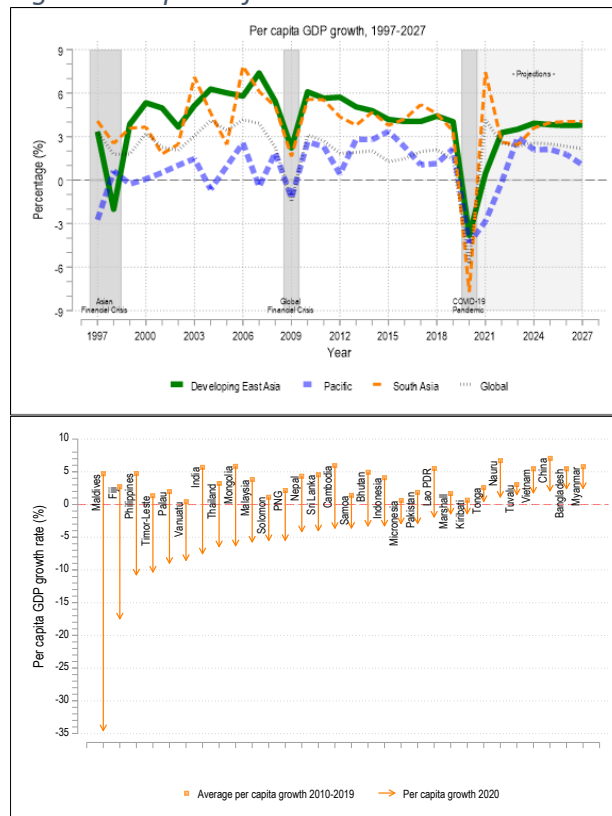 Per capita GDP growth, 1997-2027
Percentage (%)
9
6
3
0
-3
-6
-9
- Projections -
Asian
Financial Crisis
Global
Financial Crisis
COVID-19
Pandemic
1997 2000 2003 2006 2009 2012 2015 2018 2021 2024 2027
Year
Developing East Asia Pacific South Asia Global
Per capita GDP growth rate (%)
10
5
0
-5
-10
-15
-20
-25
-30
-35
Maldives
Fiji
Philippines
Timor-Leste
Palau
Vanuatu
India
Thailand
Mongolia
Malaysia
Solomon
PNG
Nepal
Sri Lanka
Cambodia
Samoa
Bhutan
Indonesia
Micronesia
Pakistan
Lao PDR
Marshall
Kiribati
Tonga
Nauru
Tuvalu
Vietnam
China
Bangladesh
Myanmar
Average per capita growth 2010-2019 Per capita growth 2020